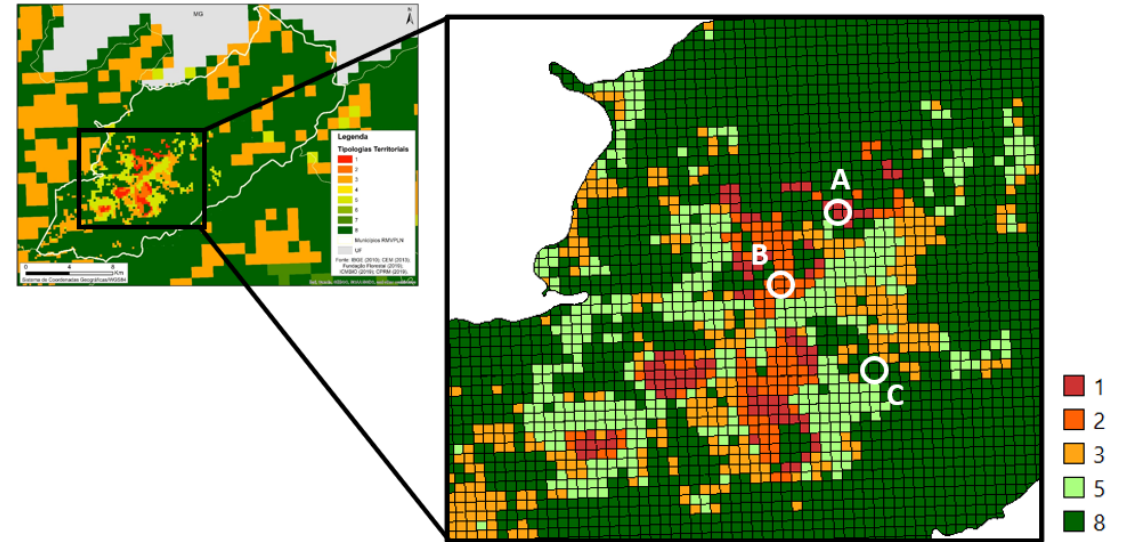 MG
N
Legenda
Tipologias Territoriais
1
2
3
4
5
6
7
8
Municípios RMVPLN
UF
Fonte: IBGE (2010); CEM (2013);
Fundação Florestal (2019);
ICMBIO (2019); CPRM (2019).
0 4 8
Km
Sistema de Coordenadas Geográficas/WGS84
A
B
C
1
2
3
5
8